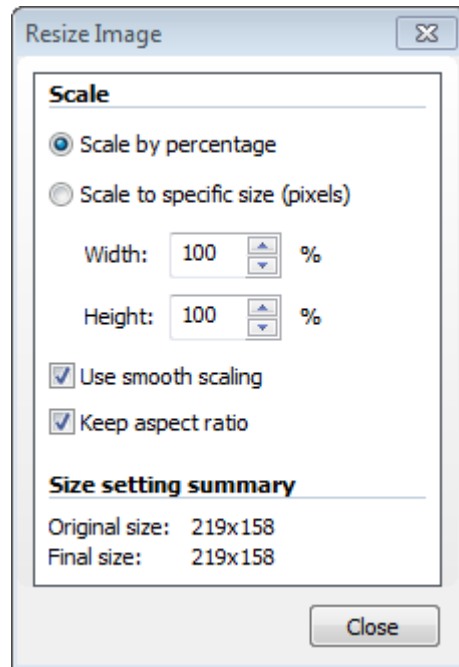 Resize Image
Scale
Scale by percentage
Scale to specific size (pixels)
Width: 100 %
Height: 100 %
Use smooth scaling
Keep aspect ratio
Size setting summary
Original size: 219x158
Final size: 219x158
Close